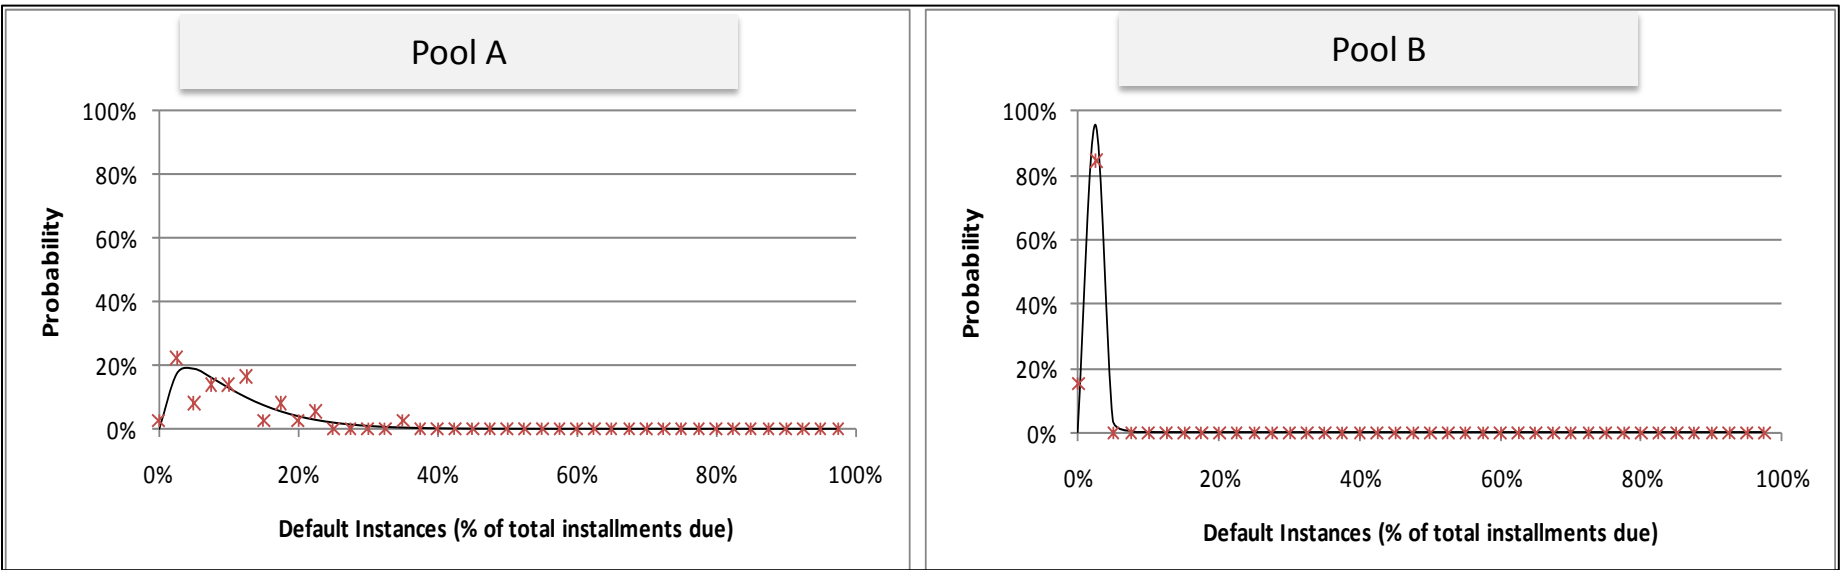 Pool A
100%
80%
60%
40%
20%
0%
Probability
0% 20% 40% 60% 80% 100%
Default Instances (% of total installments due)
Pool B
100%
80%
60%
40%
20%
0%
Probability
0% 20% 40% 60% 80% 100%
Default Instances (% of total installments due)